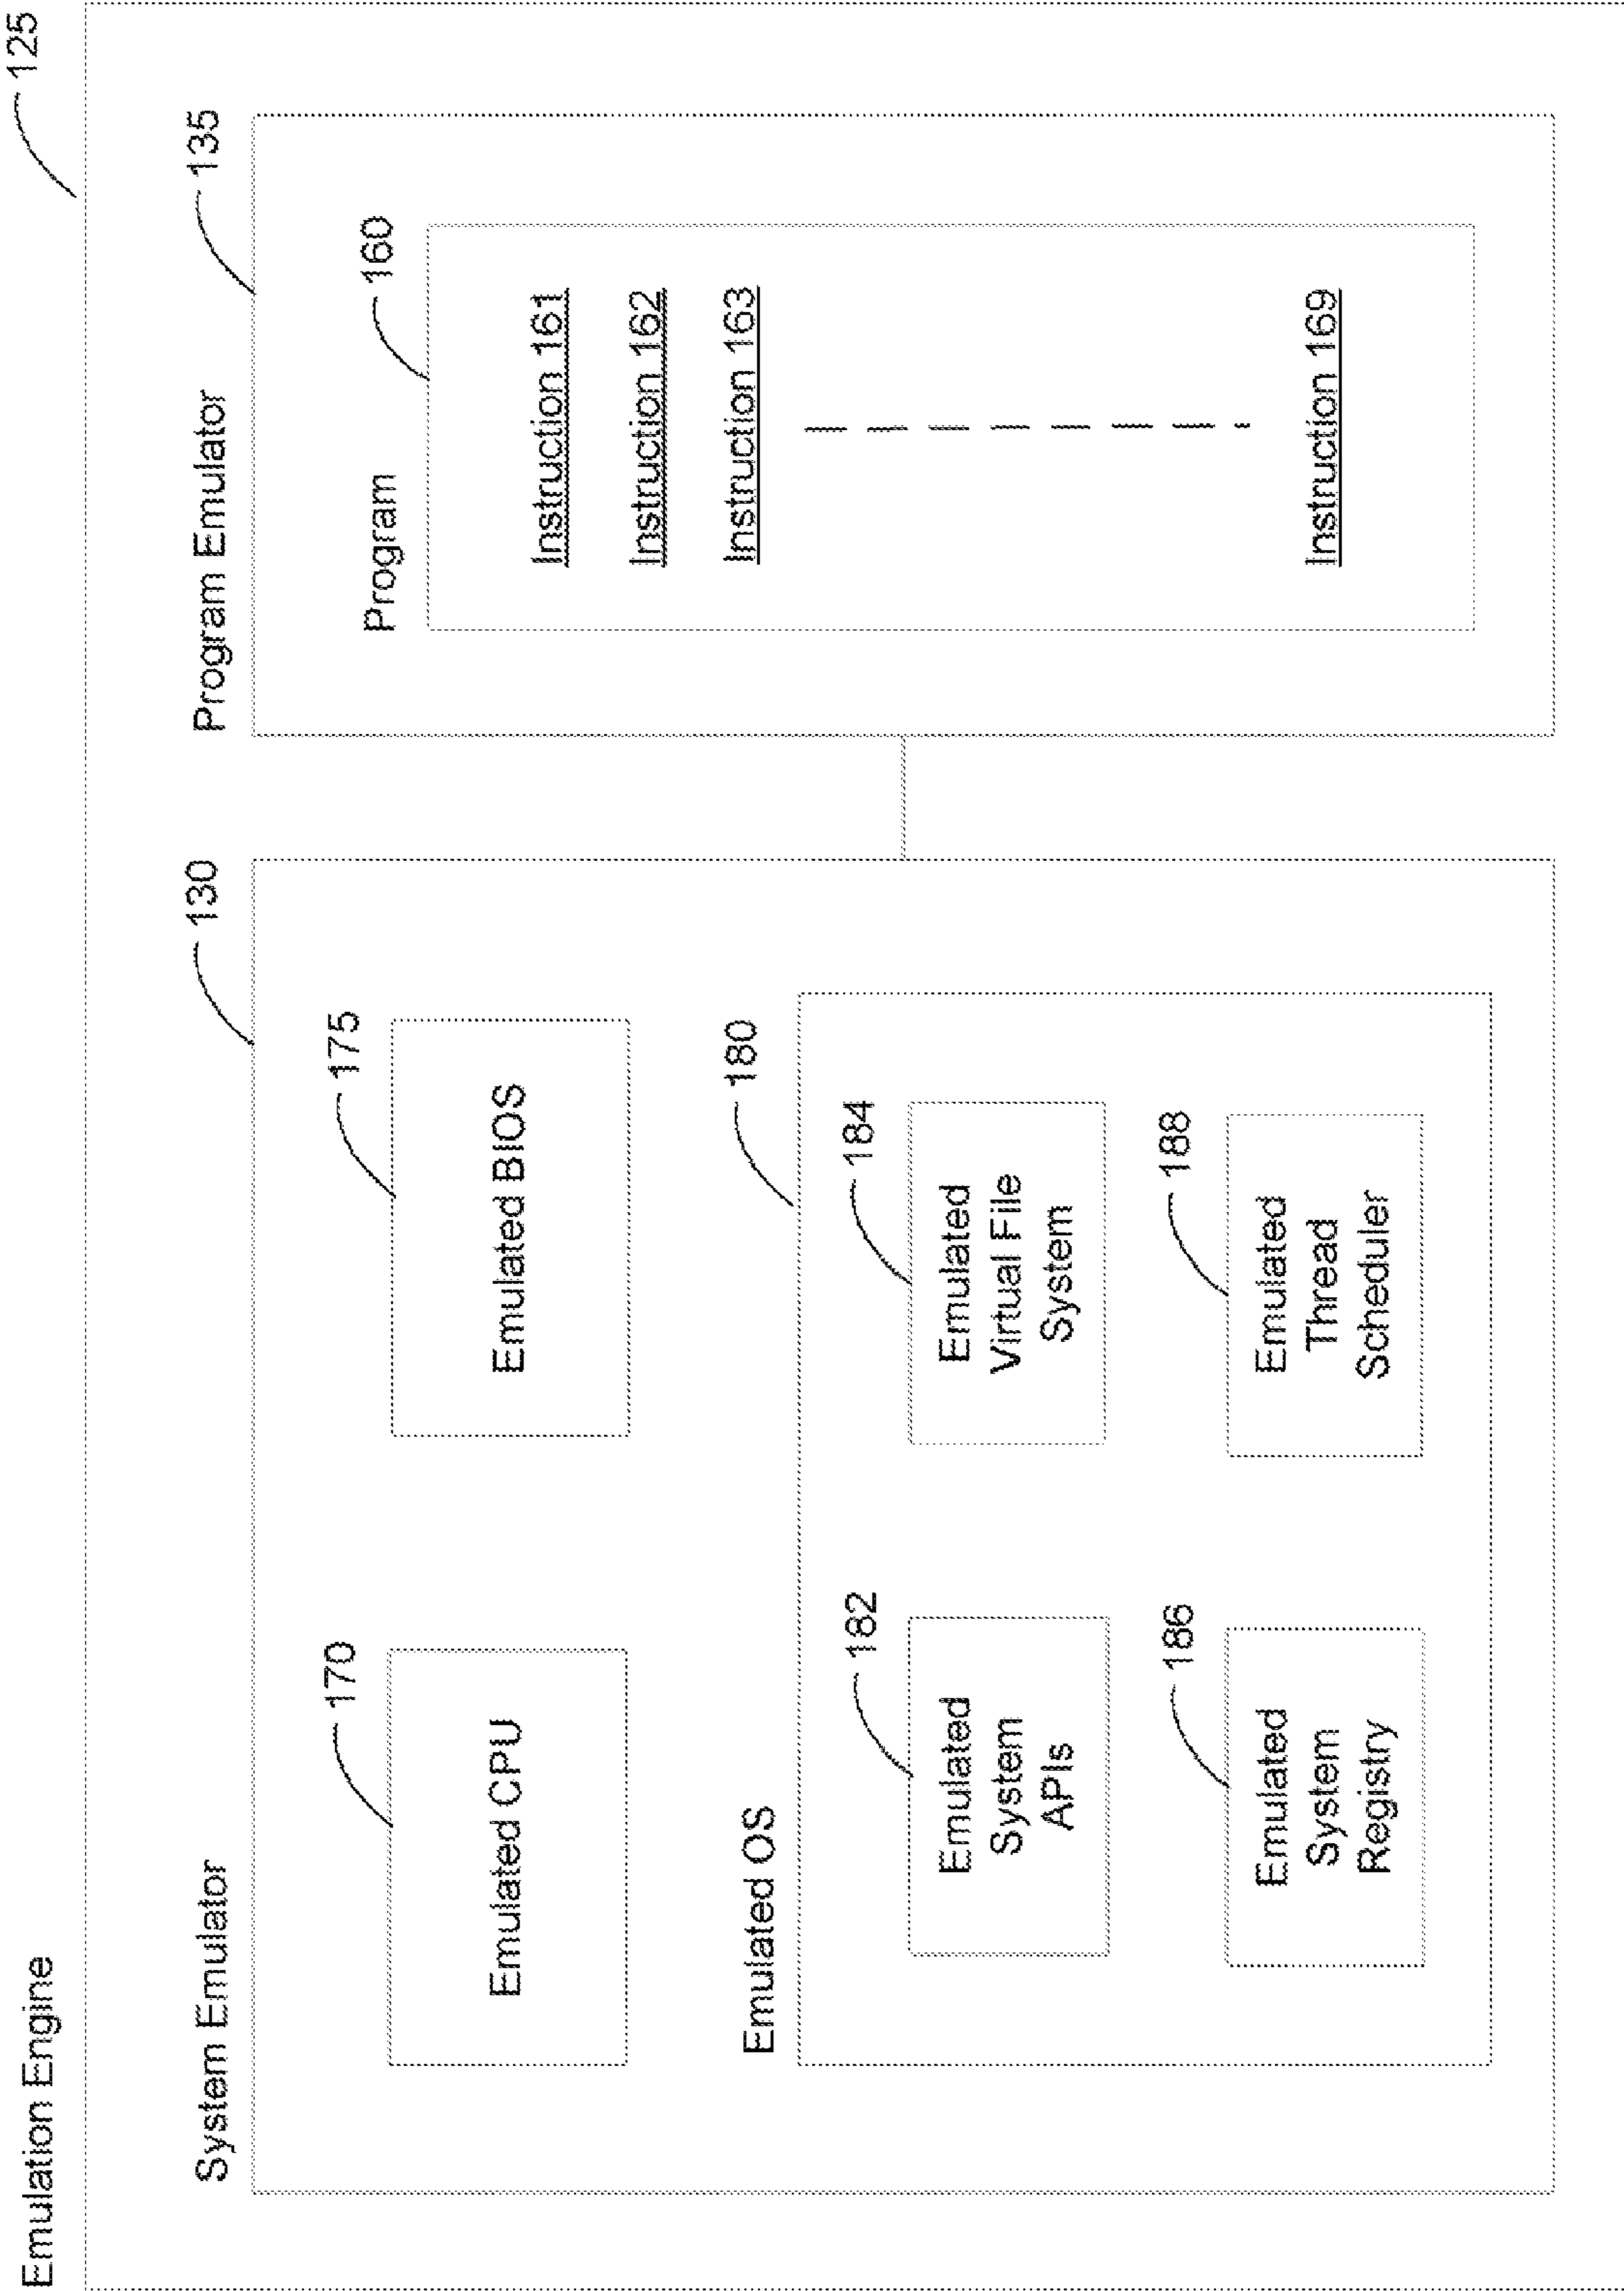 Emulation Engine
125
System Emulator
130
Emulated CPU
170
Emulated BIOS
175
Emulated OS
180
Emulated
System
APIs
182
Emulated
Virtual File
System
184
Emulated
System
Registry
186
Emulated
Thread
Scheduler
188
Program Emulator
135
Program
160
Instruction 161
Instruction 162
Instruction 163
Instruction 169